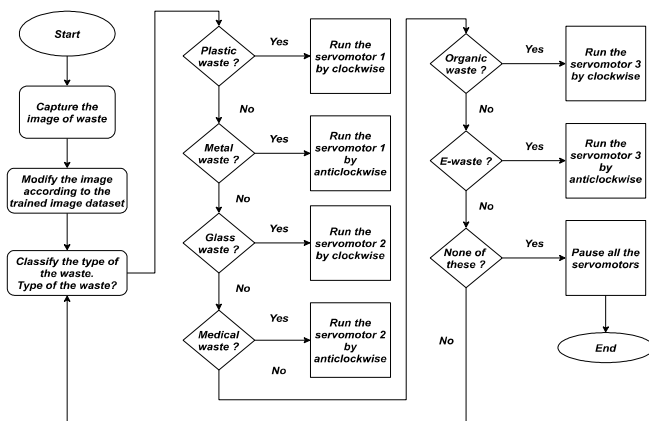 Start
Capture the
image of waste
Modify the image
according to the
trained image dataset
Classify the type of
the waste.
Type of the waste?
Plastic
waste ?
Yes
Run the
servomotor 1
by clockwise
No
Metal
waste ?
Yes
Run the
servomotor 1
by
anticlockwise
No
Glass
waste ?
Yes
Run the
servomotor 2
by clockwise
No
Medical
waste ?
Yes
Run the
servomotor 2
by
anticlockwise
No
Organic
waste ?
Yes
Run the
servomotor 3
by clockwise
No
E-waste ?
Yes
Run the
servomotor 3
by
anticlockwise
No
None of
these ?
Yes
Pause all the
servomotors
No
End